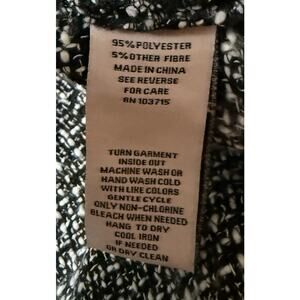 95% POLYESTER
5% OTHER FIBRE
MADE IN CHINA
SEE REVERSE
FOR CARE
RN 103715
TURN GARMENT
INSIDE OUT
MACHINE WASH OR
HAND WASH COLD
WITH LIKE COLORS
GENTLE CYCLE
ONLY NON-CHLORINE
BLEACH WHEN NEEDED
HANG TO DRY
COOL IRON
IF NEEDED
OR DRY CLEAN